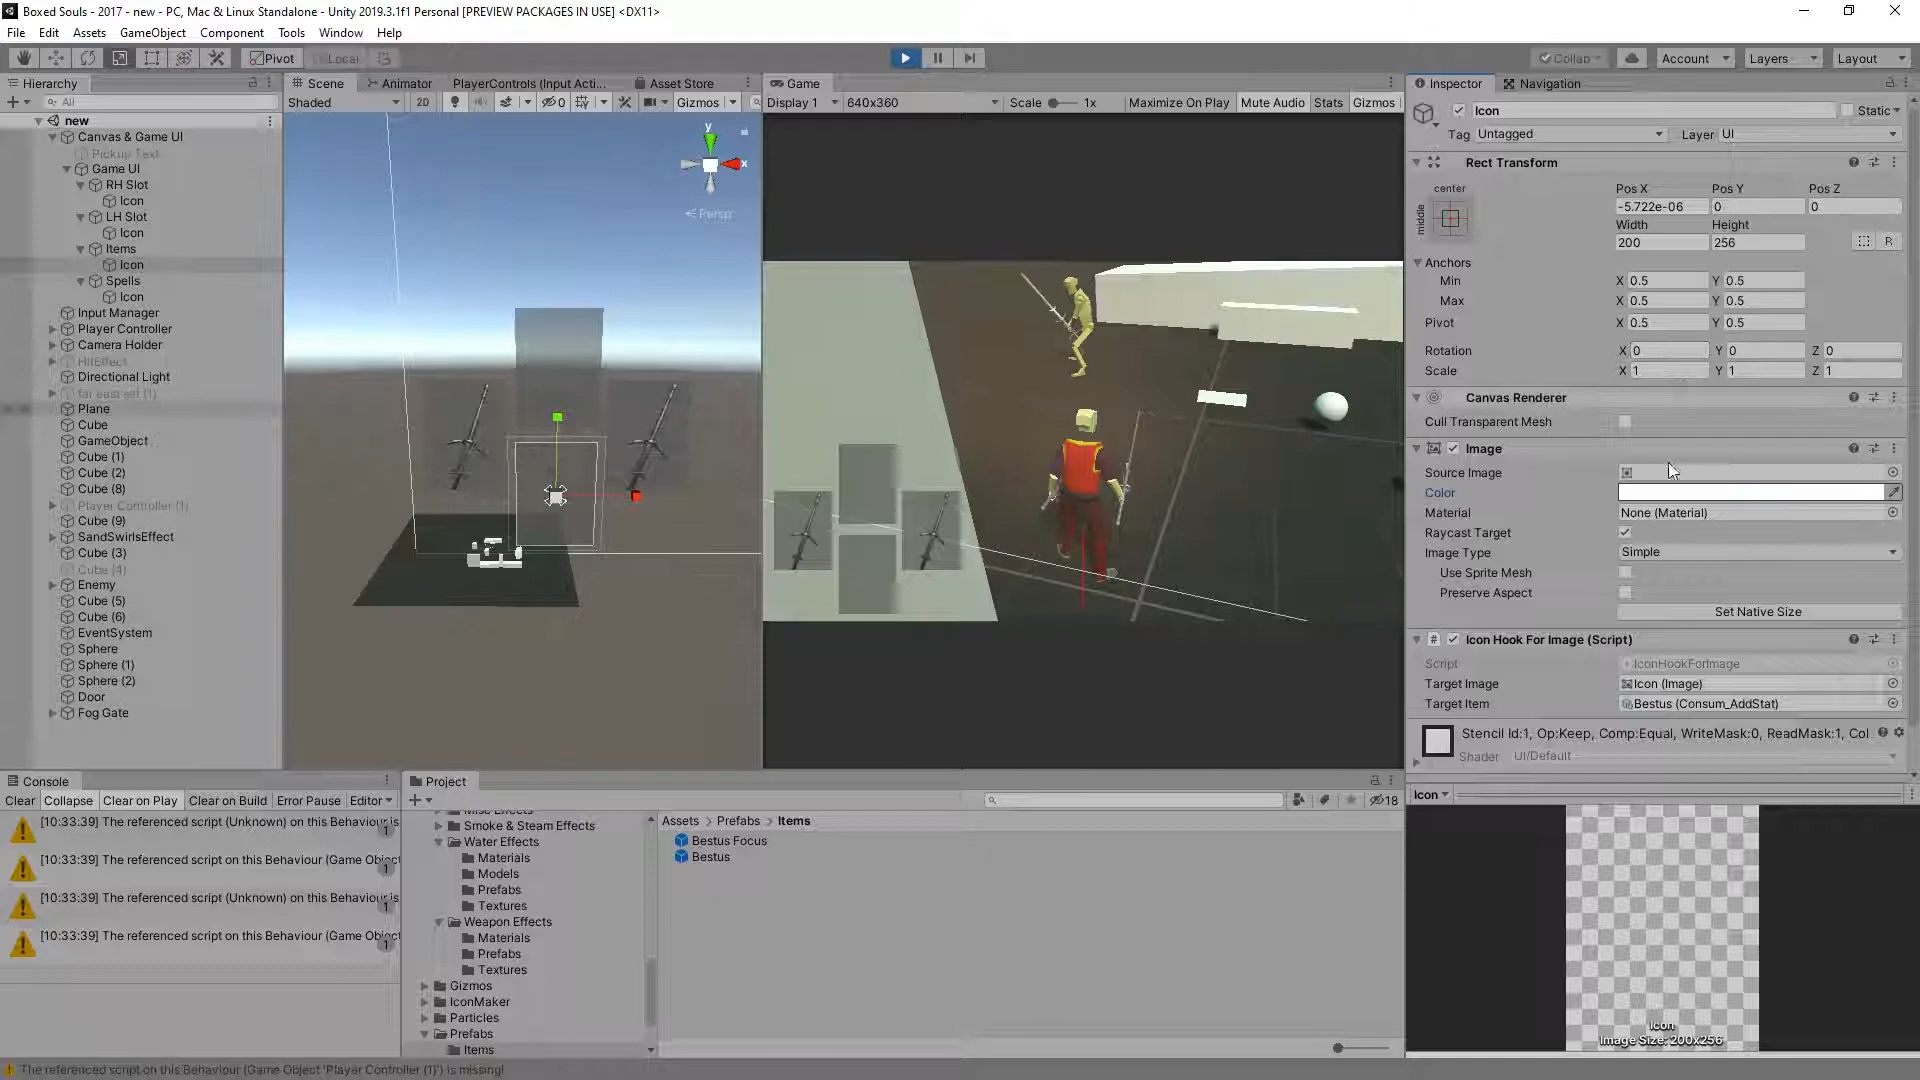 Boxed Souls - 2017 - new - PC, Mac & Linux Standalone - Unity 2019.3.1f1 Personal [PREVIEW PACKAGES IN USE] <DX11>
File Edit Assets GameObject Component Tools Window Help
Pivot Local Collab Account Layers Layout
Hierarchy
All
new
Canvas & Game UI
Pickup Text
Game UI
RH Slot
Icon
LH Slot
Icon
Items
Icon
Spells
Icon
Input Manager
Player Controller
Camera Holder
HitEffect
Directional Light
far east set (1)
Plane
Cube
GameObject
Cube (1)
Cube (2)
Cube (8)
Player Controller (1)
Cube (9)
SandSwirlsEffect
Cube (3)
Cube (4)
Enemy
Cube (5)
Cube (6)
EventSystem
Sphere
Sphere (1)
Sphere (2)
Door
Fog Gate
Scene Animator PlayerControls (Input Acti... Asset Store
Shaded 2D 0 Gizmos
y
x
Persp
Game
Display 1 640x360 Scale 1x Maximize On Play Mute Audio Stats Gizmos
Inspector Navigation
Icon Static
Tag Untagged Layer UI
Rect Transform
center
middle
Pos X Pos Y Pos Z
-5.722e-06 0 0
Width Height
200 256 R
Anchors
Min X 0.5 Y 0.5
Max X 0.5 Y 0.5
Pivot X 0.5 Y 0.5
Rotation X 0 Y 0 Z 0
Scale X 1 Y 1 Z 1
Canvas Renderer
Cull Transparent Mesh
Image
Source Image
Color
Material None (Material)
Raycast Target
Image Type Simple
Use Sprite Mesh
Preserve Aspect
Set Native Size
# Icon Hook For Image (Script)
Script IconHookForImage
Target Image Icon (Image)
Target Item Bestus (Consum_AddStat)
Stencil Id:1, Op:Keep, Comp:Equal, WriteMask:0, ReadMask:1, Col
Shader UI/Default
Icon
Icon
Image Size: 200x256
Console
Clear Collapse Clear on Play Clear on Build Error Pause Editor
[10:33:39] The referenced script (Unknown) on this Behaviour is
1
[10:33:39] The referenced script on this Behaviour (Game Object
1
[10:33:39] The referenced script (Unknown) on this Behaviour is
1
[10:33:39] The referenced script on this Behaviour (Game Object
1
Project
18
Misc Effects
Smoke & Steam Effects
Water Effects
Materials
Models
Prefabs
Textures
Weapon Effects
Materials
Prefabs
Textures
Gizmos
IconMaker
Particles
Prefabs
Items
Assets > Prefabs > Items
Bestus Focus
Bestus
The referenced script on this Behaviour (Game Object 'Player Controller (1)') is missing!